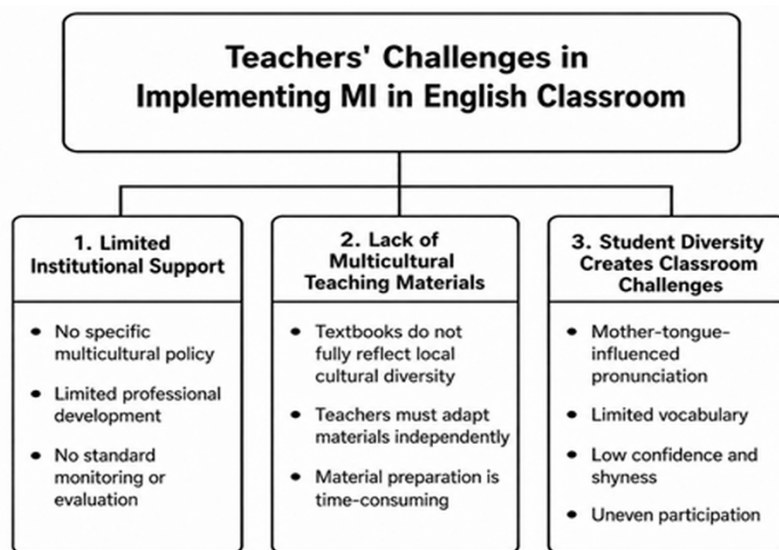 Teachers' Challenges in
Implementing MI in English Classroom
1. Limited
Institutional Support
No specific
multicultural policy
Limited professional
development
No standard
monitoring or
evaluation
2. Lack of
Multicultural
Teaching Materials
Textbooks do not
fully reflect local
cultural diversity
Teachers must adapt
materials independently
Material preparation is
time-consuming
3. Student Diversity
Creates Classroom
Challenges
Mother-tongue-
influenced
pronunciation
Limited vocabulary
Low confidence and
shyness
Uneven participation